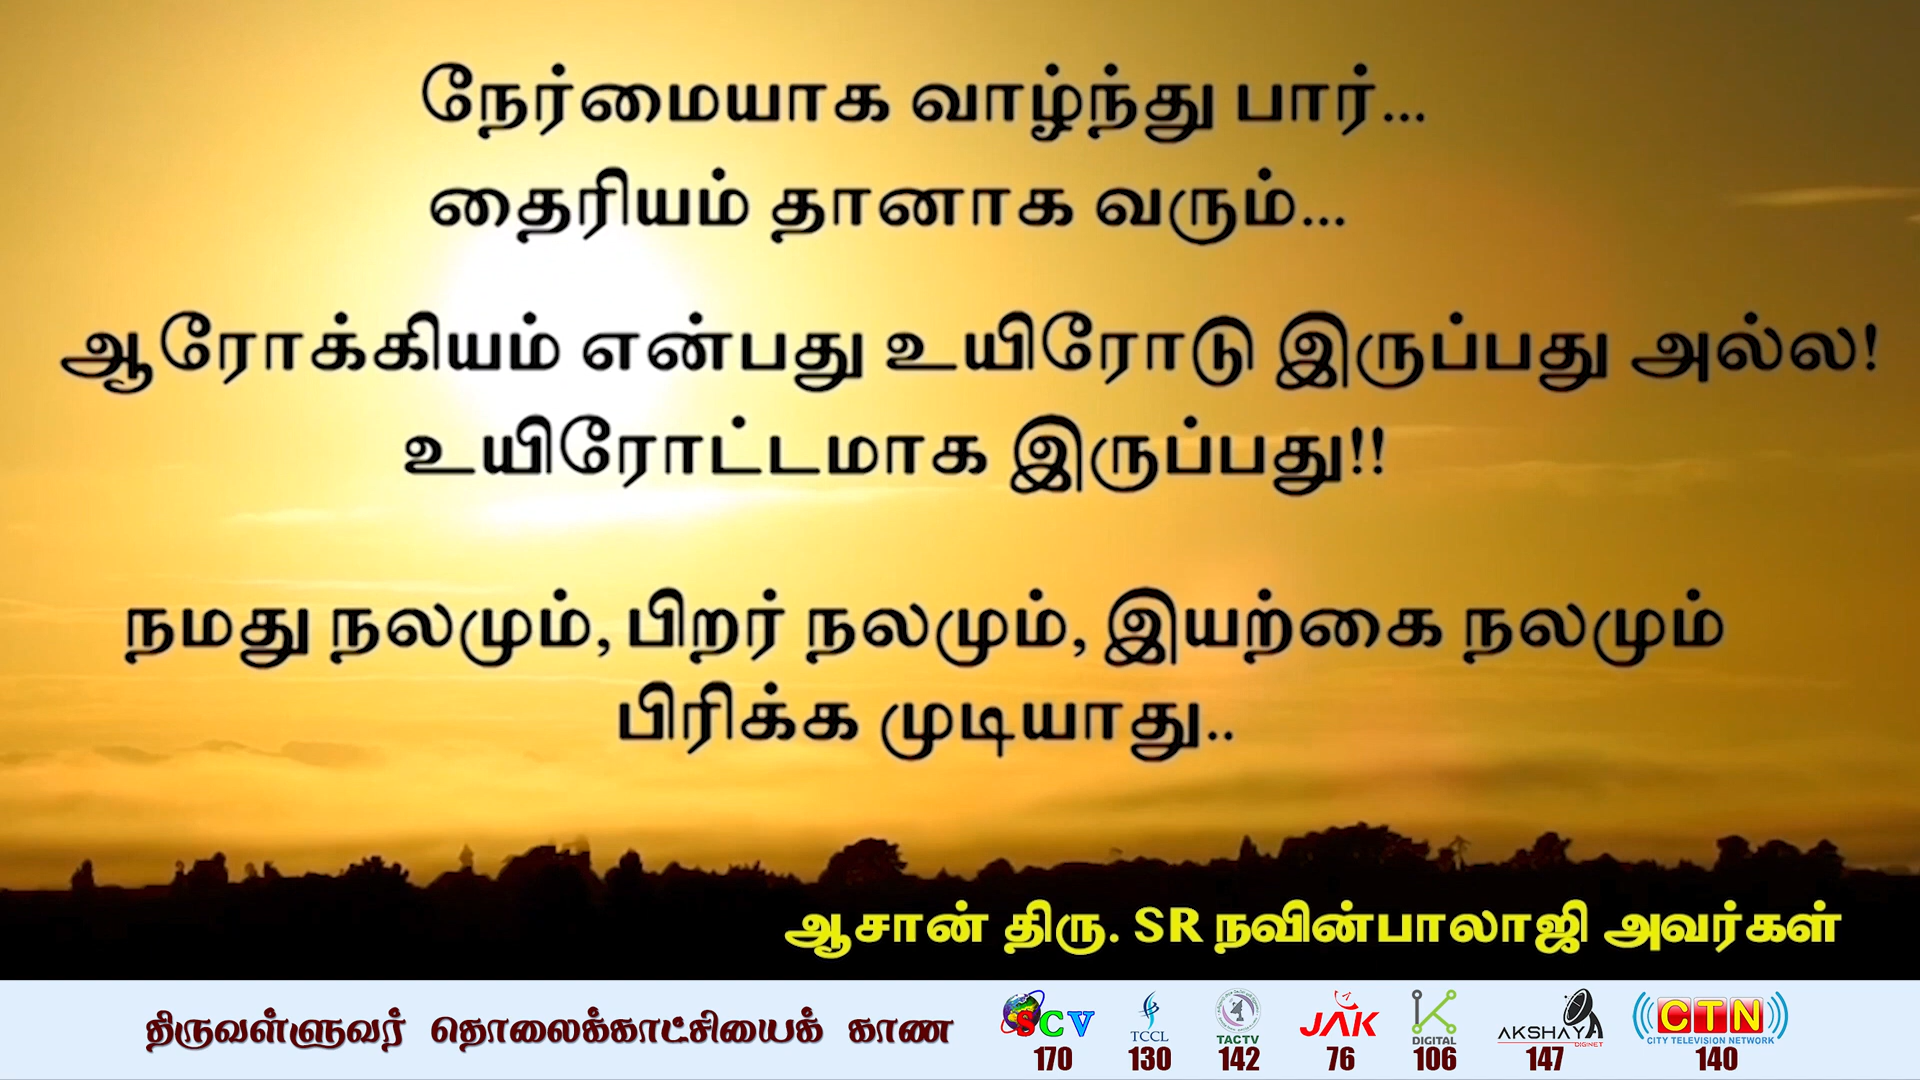 நேர்மையாக வாழ்ந்து பார்...
தைரியம் தானாக வரும்...
ஆரோக்கியம் என்பது உயிரோடு இருப்பது அல்ல!
உயிரோட்டமாக இருப்பது!!
நமது நலமும், பிறர் நலமும், இயற்கை நலமும்
பிரிக்க முடியாது..
ஆசான் திரு. SR நவின்பாலாஜி அவர்கள்
திருவள்ளுவர் தொலைக்காட்சியைக் காண
SCV TCCL TACTV JAK K DIGITAL AKSHAYA DIGINET CTN CITY TELEVISION NETWORK
170 130 142 76 106 147 140